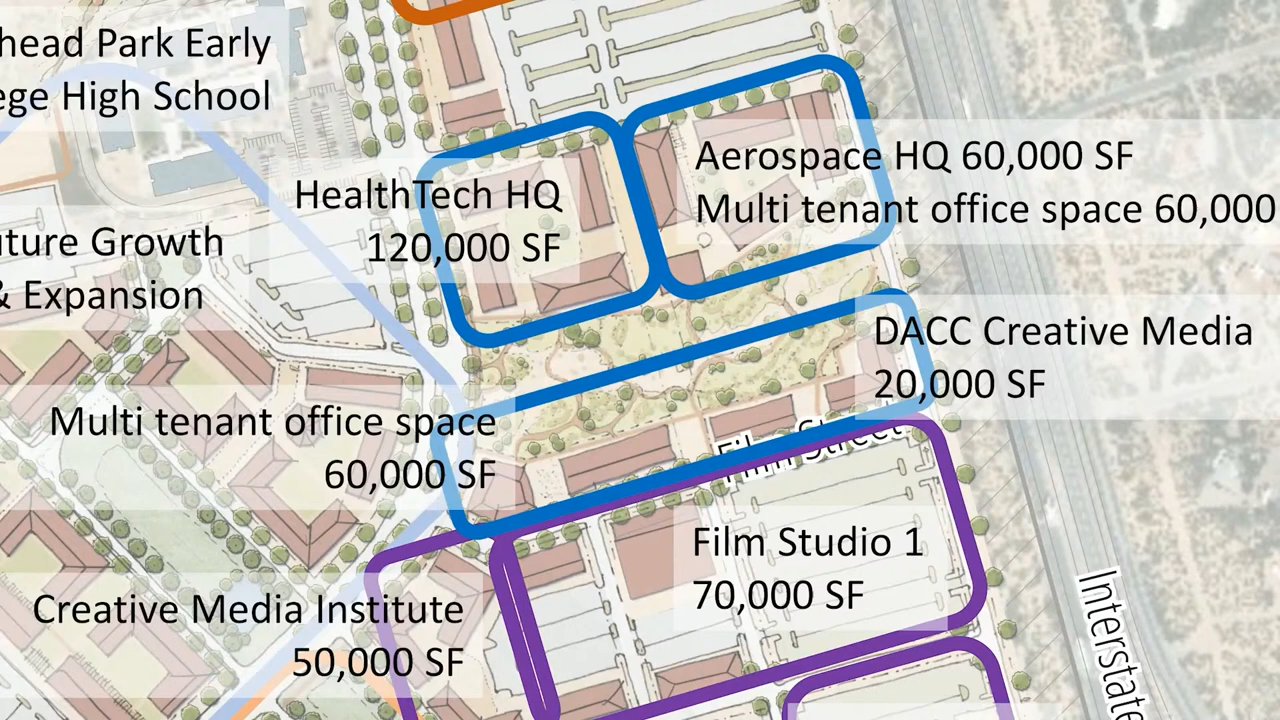 head Park Early
ege High School
HealthTech HQ
120,000 SF
Aerospace HQ 60,000 SF
Multi tenant office space 60,000
uture Growth
& Expansion
DACC Creative Media
20,000 SF
Multi tenant office space
60,000 SF
Film Street
Film Studio 1
70,000 SF
Creative Media Institute
50,000 SF
Interstate